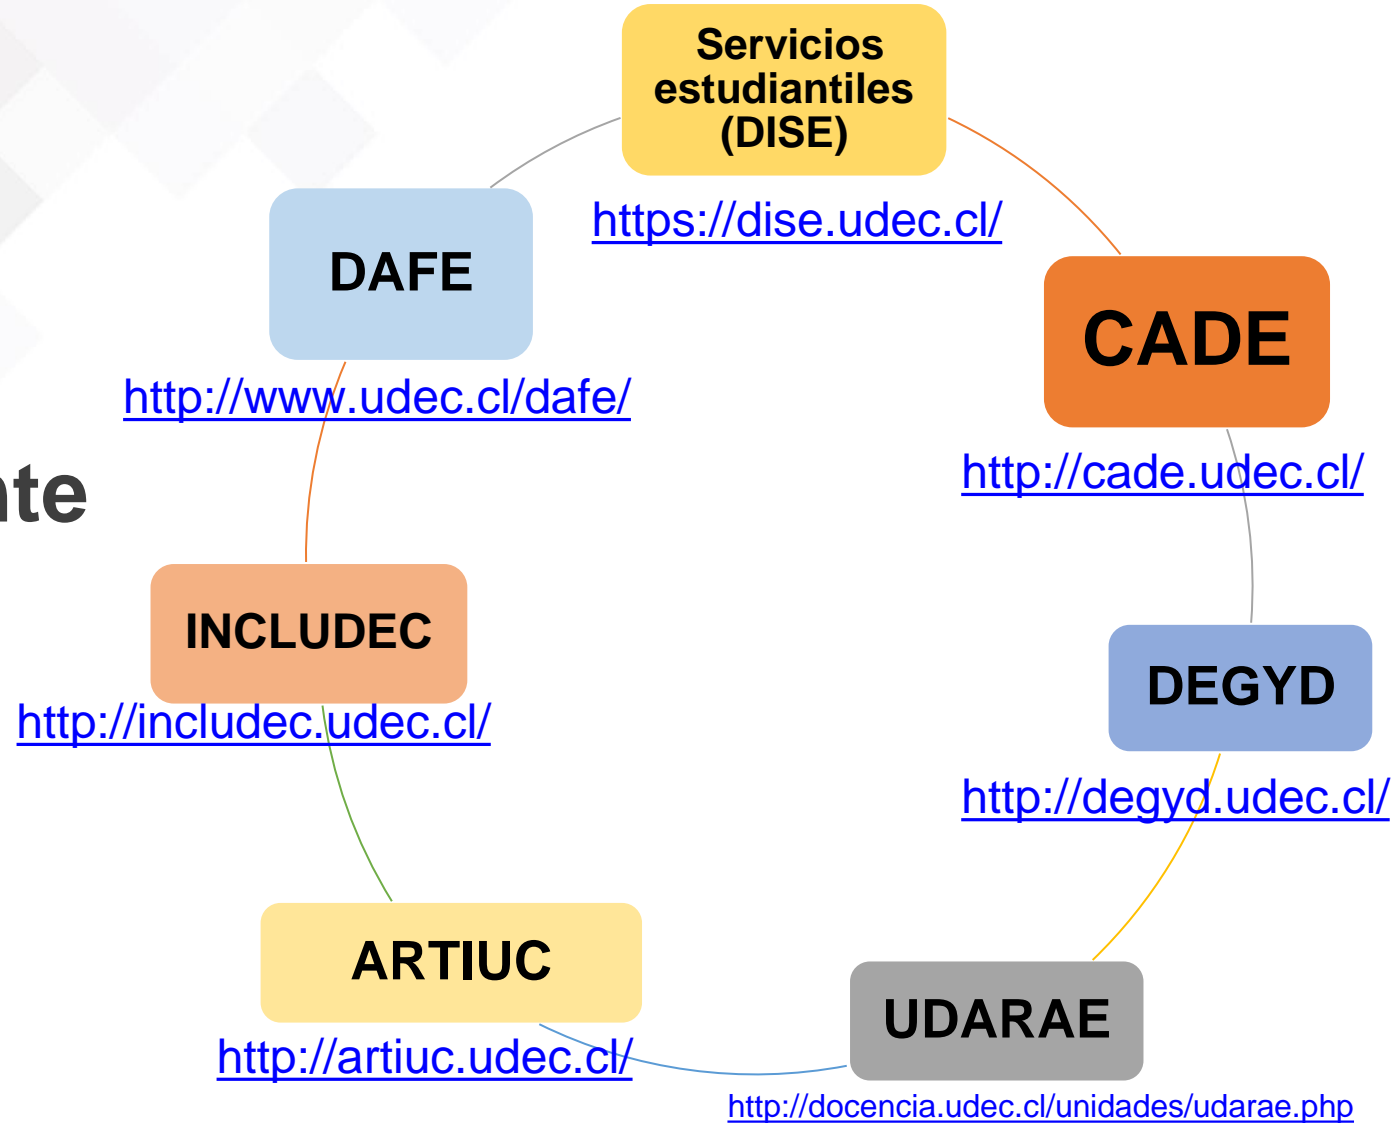 Servicios
estudiantiles
(DISE)
https://dise.udec.cl/
DAFE
http://www.udec.cl/dafe/
CADE
http://cade.udec.cl/
nte
INCLUDEC
http://includec.udec.cl/
DEGYD
http://degyd.udec.cl/
ARTIUC
http://artiuc.udec.cl/
UDARAE
http://docencia.udec.cl/unidades/udarae.php